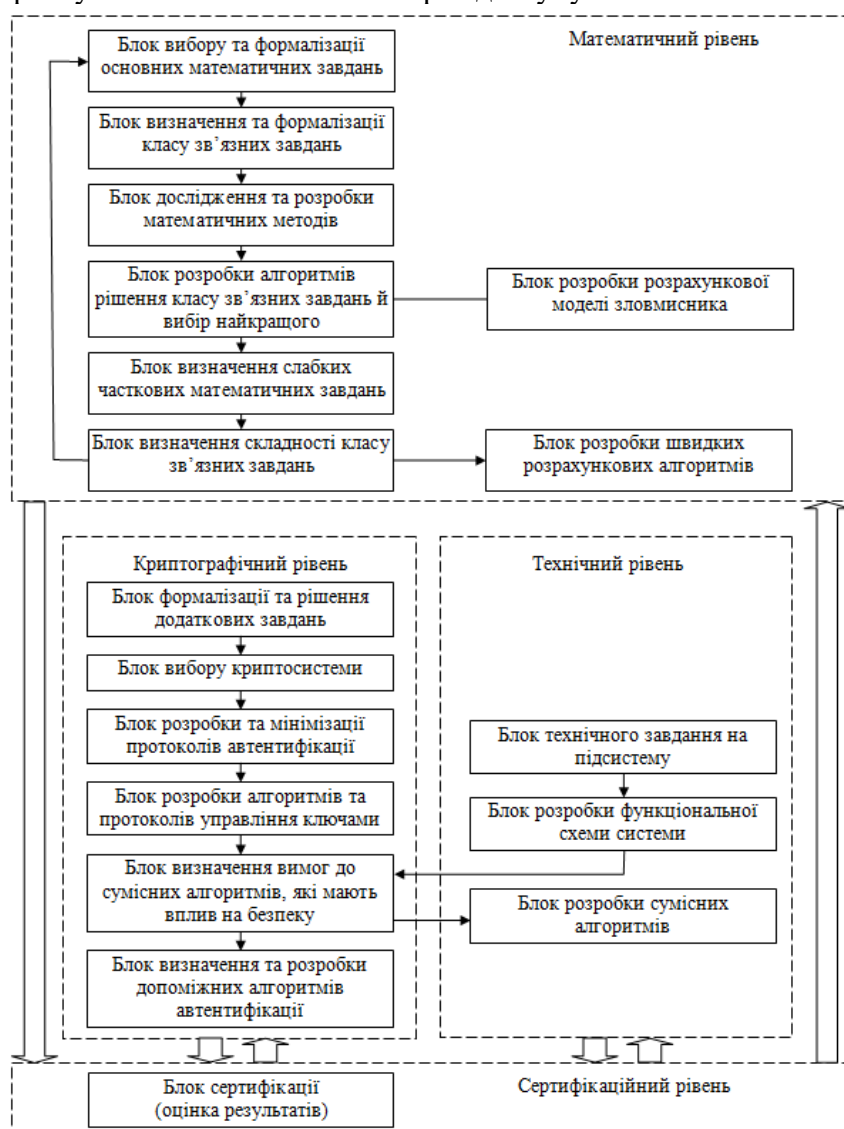 Блок вибору та формалізації
основних математичних завдань
Математичний рівень
Блок визначення та формалізації
класу зв’язних завдань
Блок дослідження та розробки
математичних методів
Блок розробки алгоритмів
рішення класу зв’язних завдань й
вибір найкращого
Блок розробки розрахункової
моделі зловмисника
Блок визначення слабких
часткових математичних завдань
Блок визначення складності класу
зв’язних завдань
Блок розробки швидких
розрахункових алгоритмів
Криптографічний рівень
Блок формалізації та рішення
додаткових завдань
Блок вибору криптосистеми
Блок розробки та мінімізації
протоколів автентифікації
Блок розробки алгоритмів та
протоколів управління ключами
Блок визначення вимог до
сумісних алгоритмів, які мають
вплив на безпеку
Блок визначення та розробки
допоміжних алгоритмів
автентифікації
Технічний рівень
Блок технічного завдання на
підсистему
Блок розробки функціональної
схеми системи
Блок розробки сумісних
алгоритмів
Блок сертифікації
(оцінка результатів)
Сертифікаційний рівень